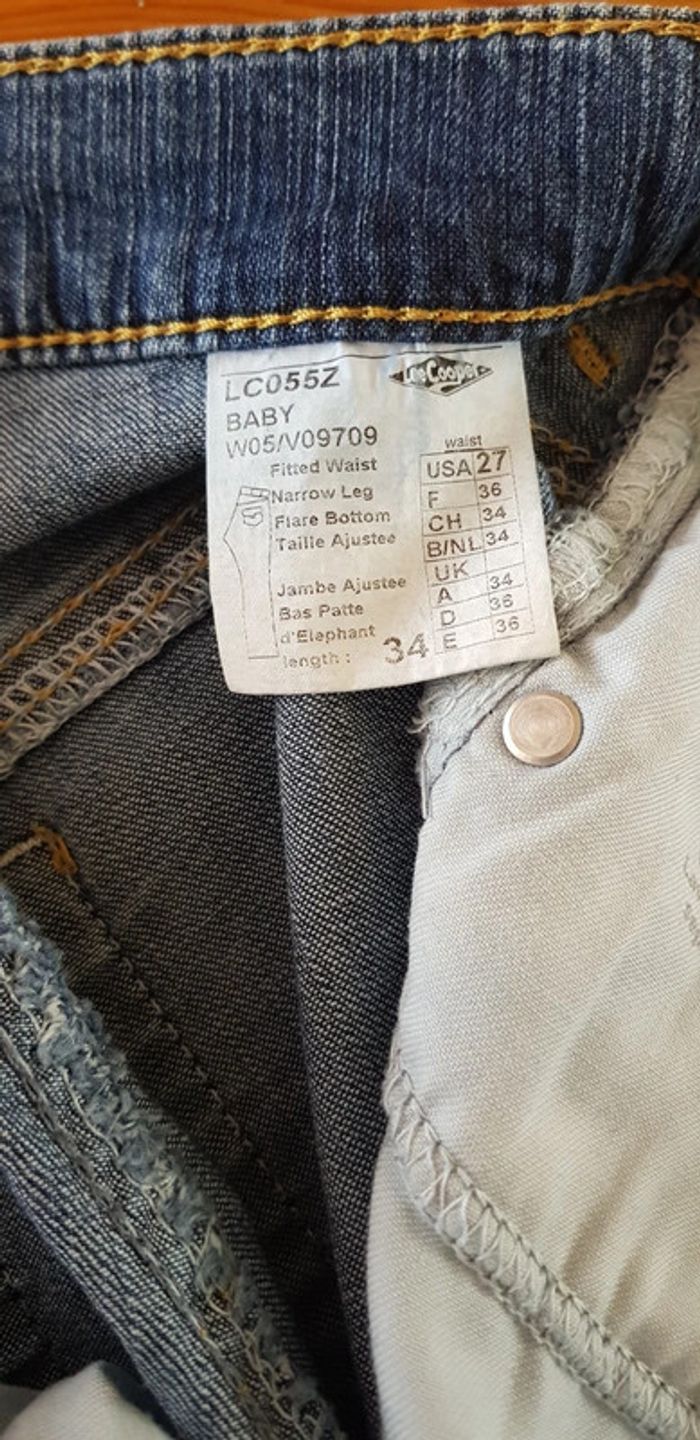 LC055Z
Lee Cooper
BABY
W05/V09709
Fitted Waist
Narrow Leg
Flare Bottom
Taille Ajustee
Jambe Ajustee
Bas Patte
d'Elephant
length : 34
waist
USA 27
F 36
CH 34
B/NL 34
UK
A 34
D 36
E 36